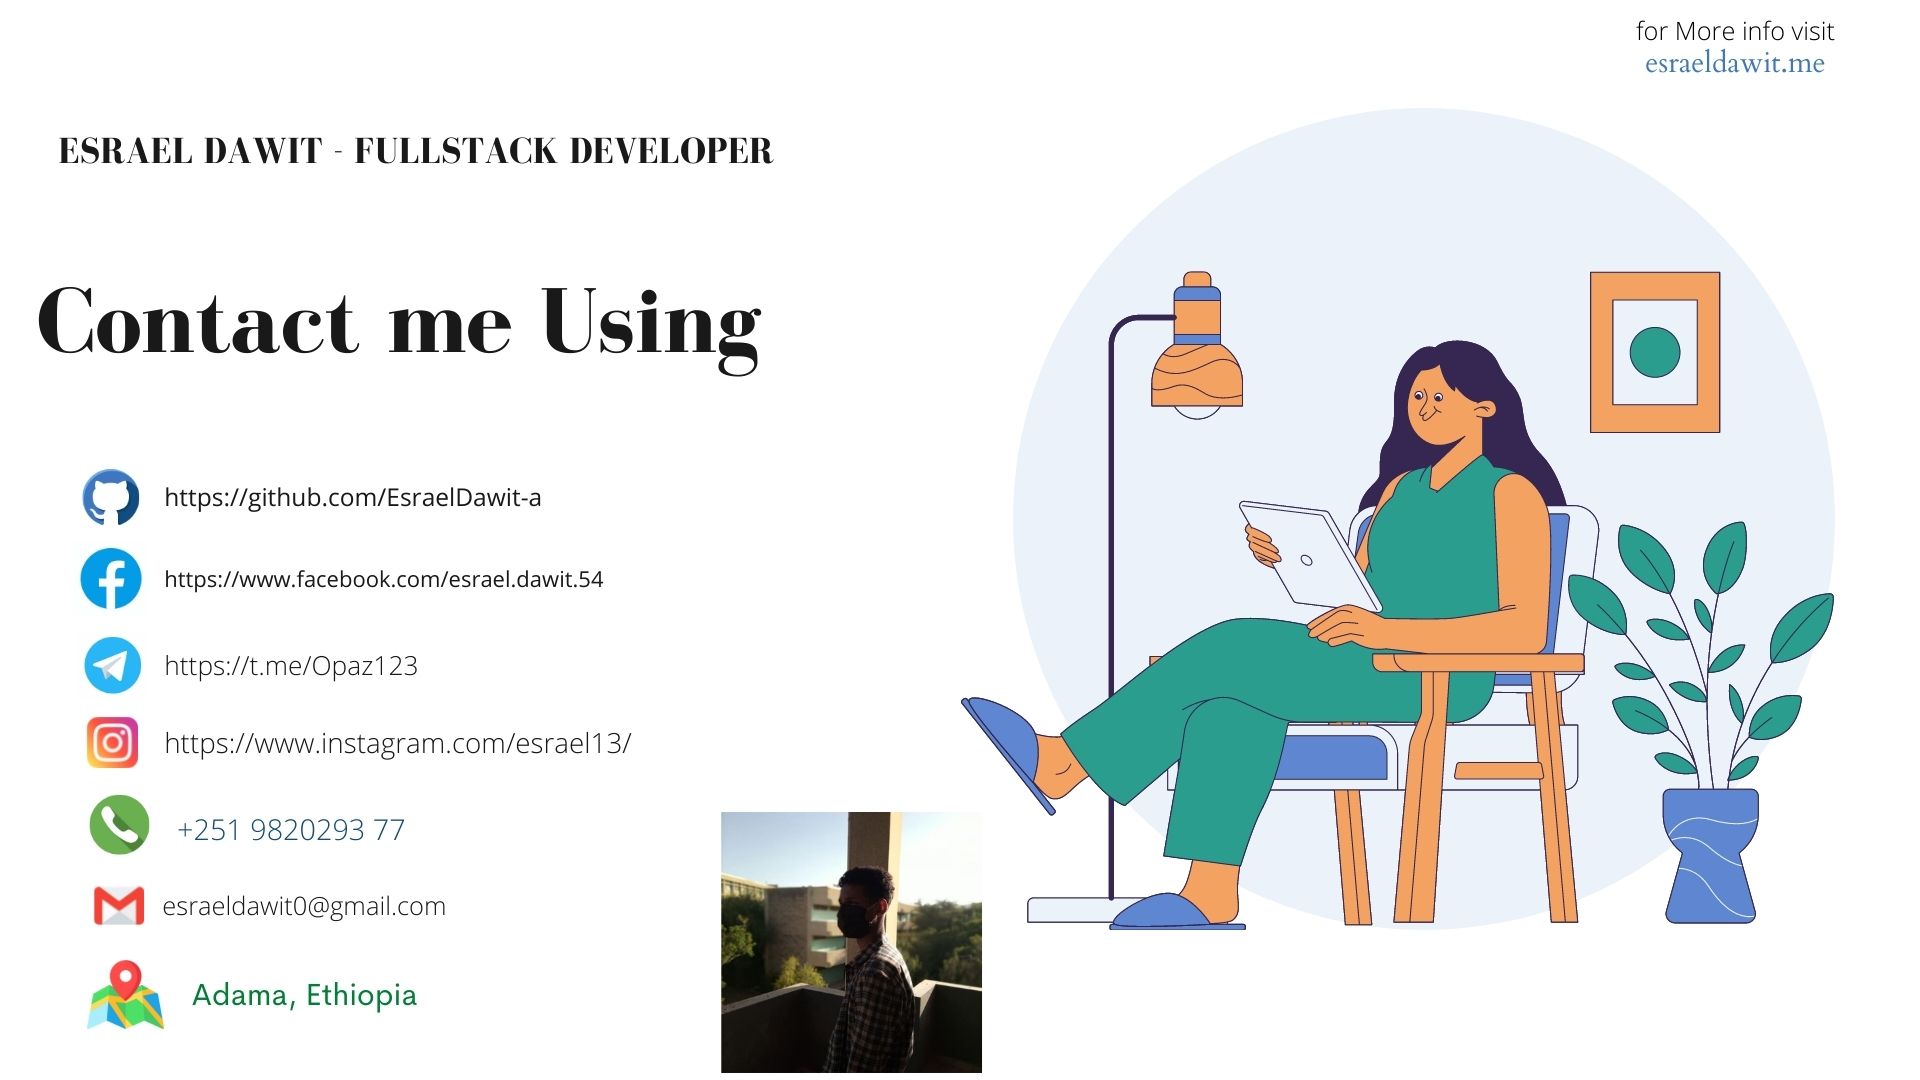 for More info visit
esraeldawit.me
ESRAEL DAWIT - FULLSTACK DEVELOPER
Contact me Using
https://github.com/EsraelDawit-a
https://www.facebook.com/esrael.dawit.54
https://t.me/Opaz123
https://www.instagram.com/esrael13/
+251 9820293 77
esraeldawit0@gmail.com
Adama, Ethiopia